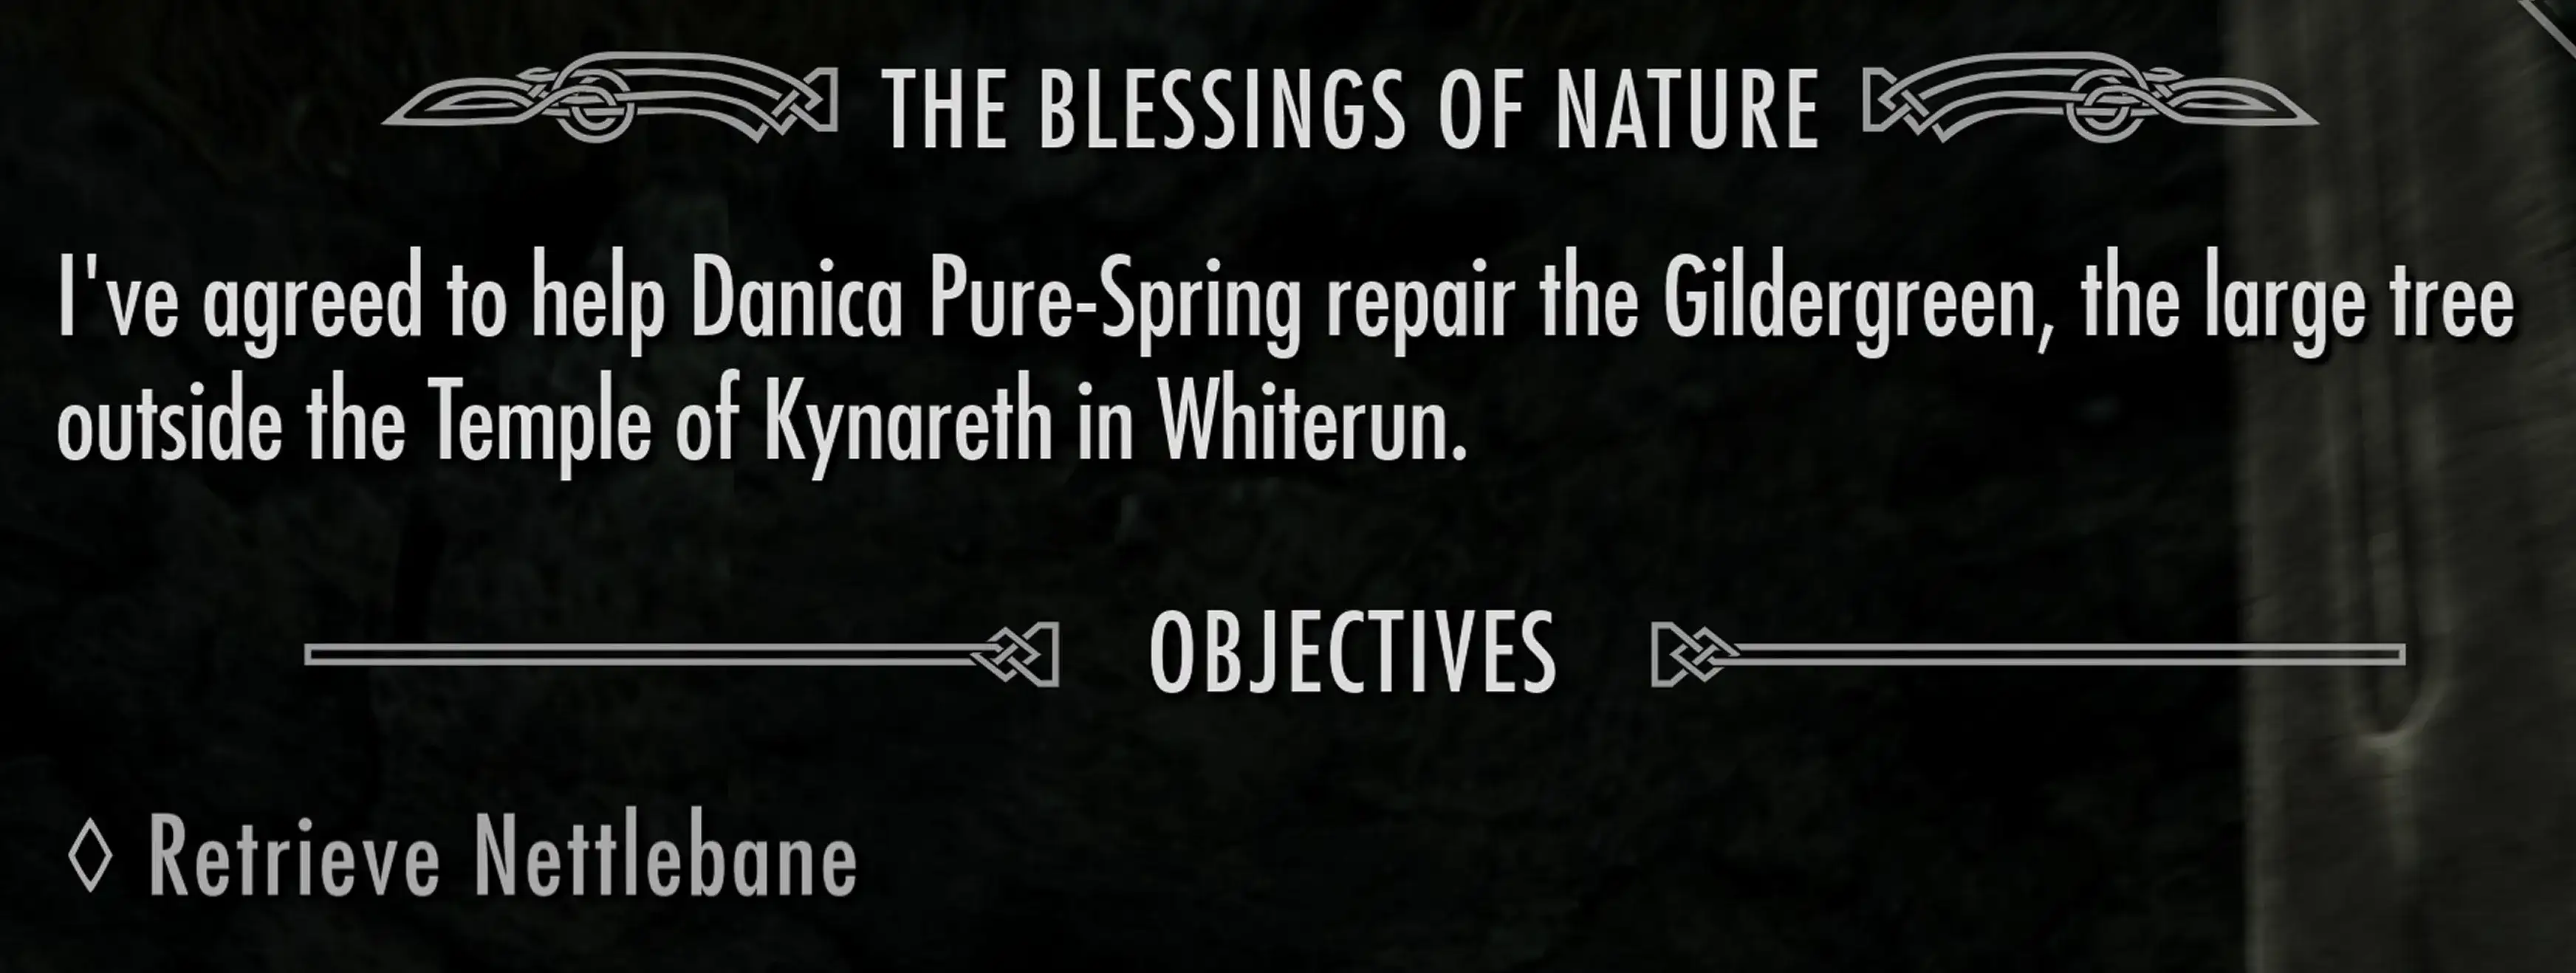 THE BLESSINGS OF NATURE
I've agreed to help Danica Pure-Spring repair the Gildergreen, the large tree
outside the Temple of Kynareth in Whiterun.
OBJECTIVES
◊ Retrieve Nettlebane